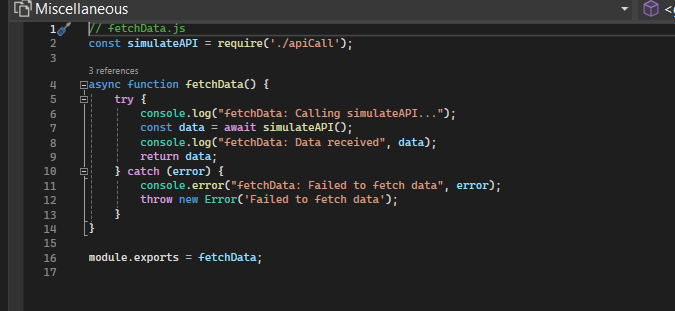 Miscellaneous
1 // fetchData.js
2 const simulateAPI = require('./apiCall');
3
3 references
4 async function fetchData() {
5 try {
6 console.log("fetchData: Calling simulateAPI...");
7 const data = await simulateAPI();
8 console.log("fetchData: Data received", data);
9 return data;
10 } catch (error) {
11 console.error("fetchData: Failed to fetch data", error);
12 throw new Error('Failed to fetch data');
13 }
14 }
15
16 module.exports = fetchData;
17